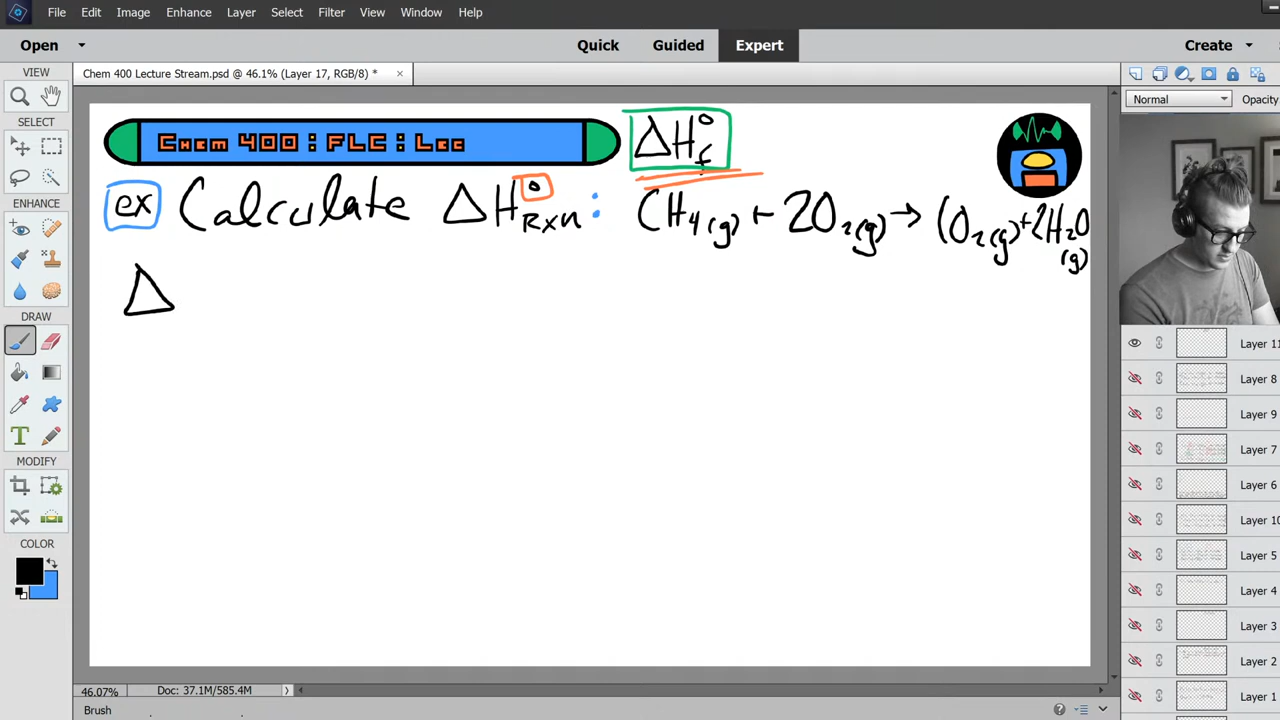 File Edit Image Enhance Layer Select Filter View Window Help
Open Quick Guided Expert Create
Chem 400 Lecture Stream.psd @ 46.1% (Layer 17, RGB/8) * ×
VIEW
SELECT
ENHANCE
DRAW
MODIFY
COLOR
Normal Opacity
Chem 400 : FLC : Lec ΔH°f
ex Calculate ΔH°Rxn : CH4(g) + 2O2(g) → CO2(g) + 2H2O(g)
Δ
Layer 11
Layer 8
Layer 9
Layer 7
Layer 6
Layer 10
Layer 5
Layer 4
Layer 3
Layer 2
Layer 1
46.07% Doc: 37.1M/585.4M
Brush